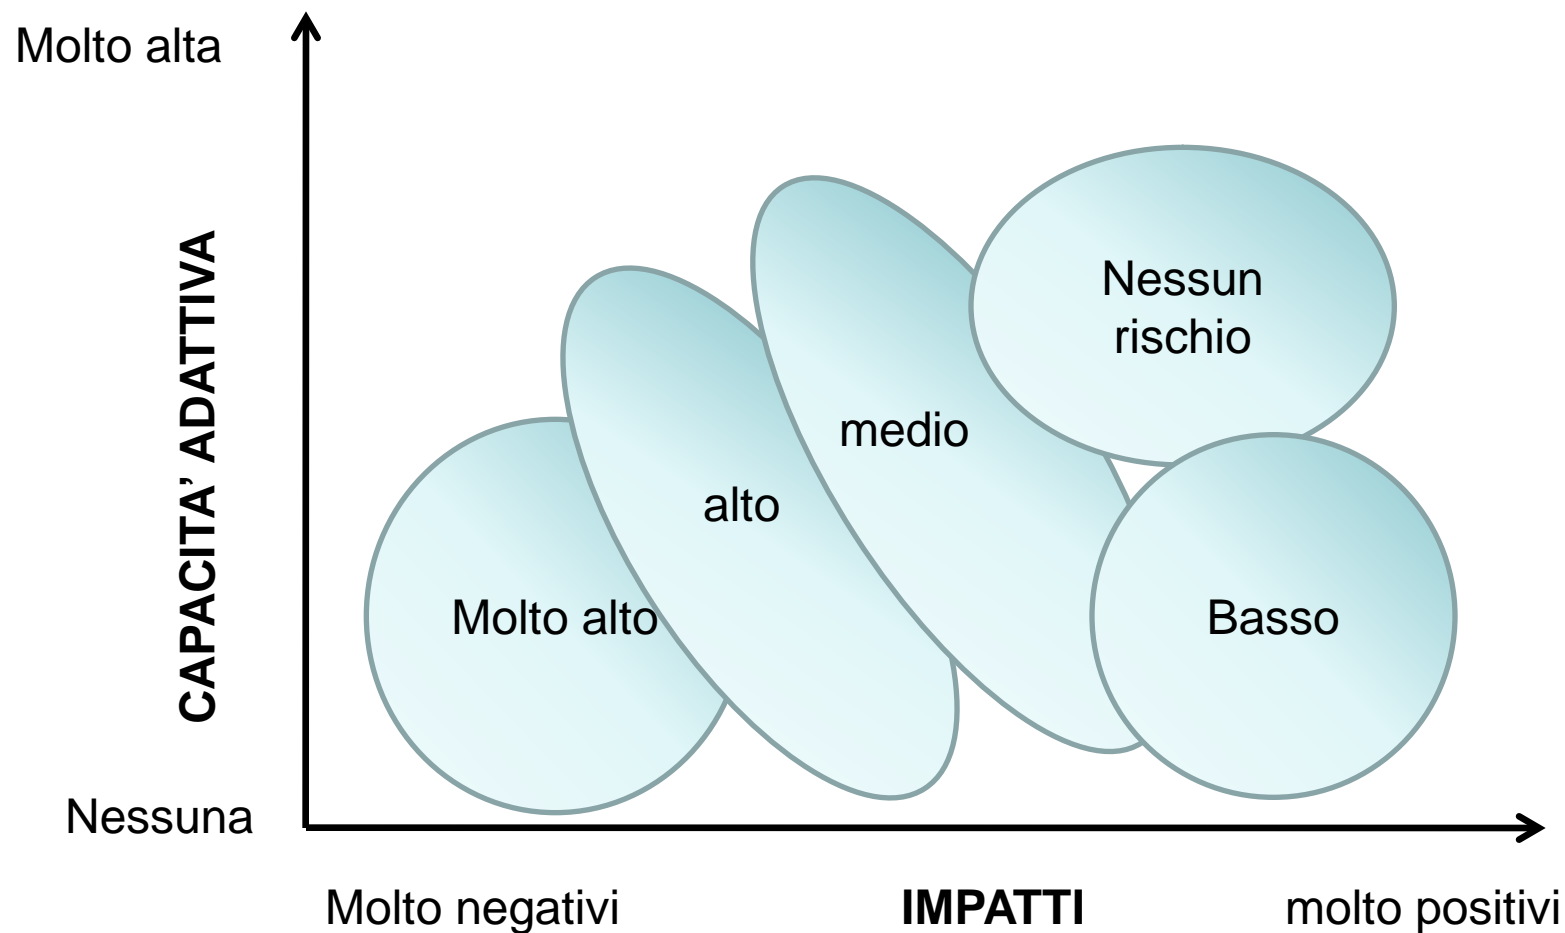 Molto alta
CAPACITA’ ADATTIVA
Nessun
rischio
medio
alto
Molto alto
Basso
Nessuna
Molto negativi
IMPATTI
molto positivi